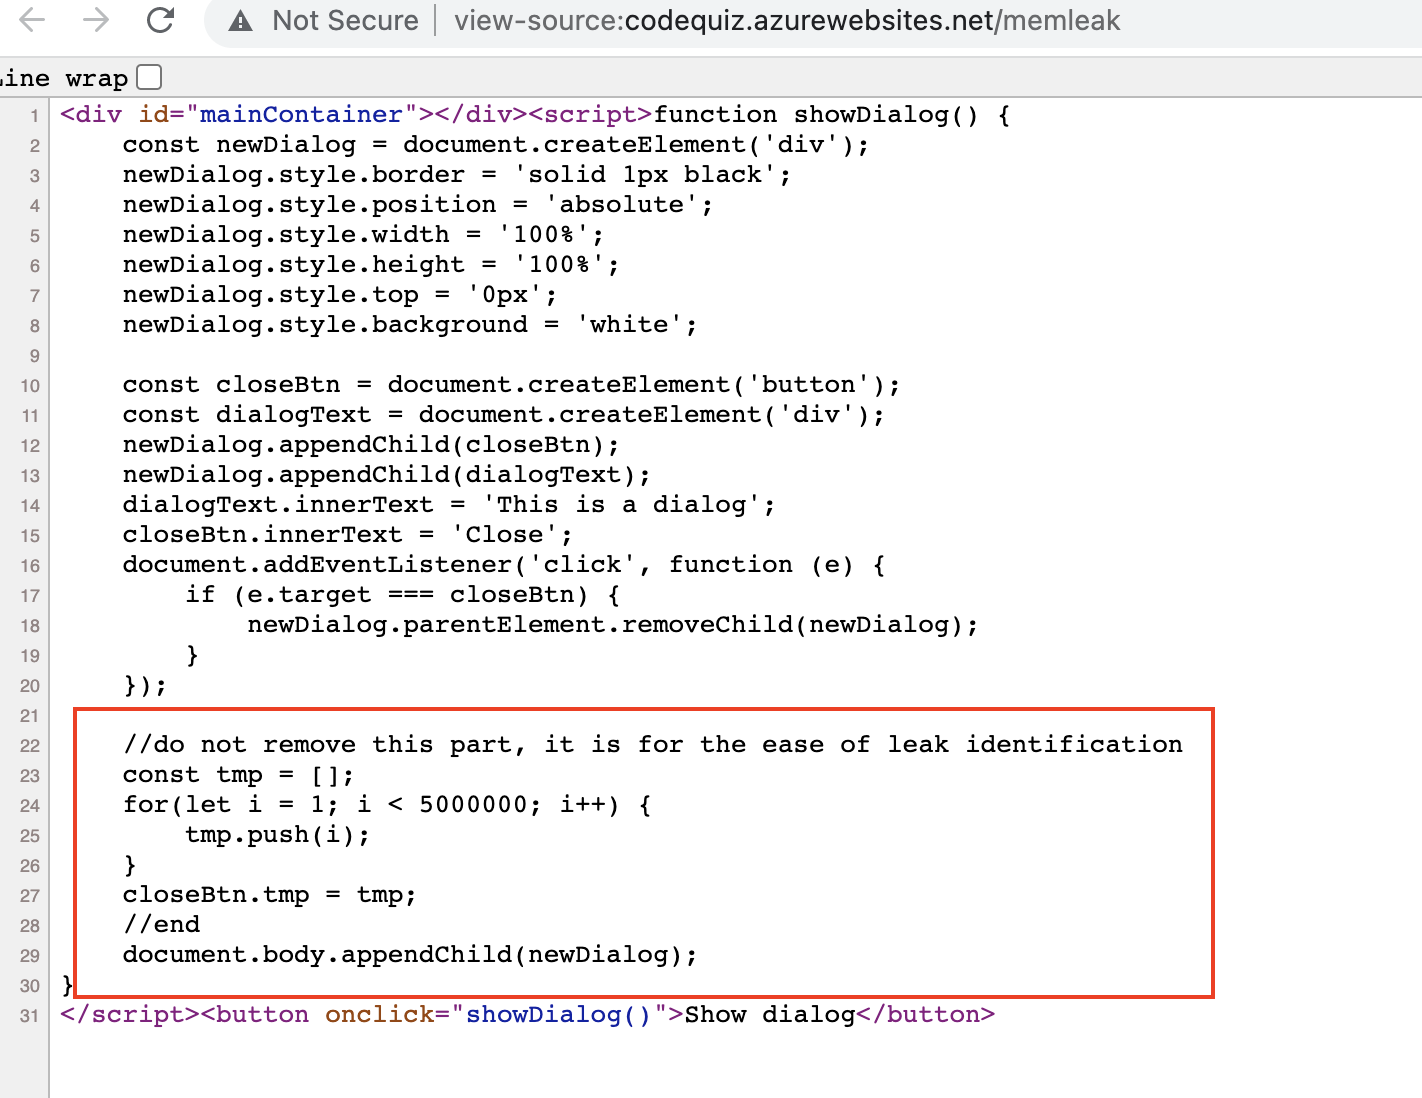 Not Secure | view-source:codequiz.azurewebsites.net/memleak
Line wrap
1 <div id="mainContainer"></div><script>function showDialog() {
2     const newDialog = document.createElement('div');
3     newDialog.style.border = 'solid 1px black';
4     newDialog.style.position = 'absolute';
5     newDialog.style.width = '100%';
6     newDialog.style.height = '100%';
7     newDialog.style.top = '0px';
8     newDialog.style.background = 'white';
9
10     const closeBtn = document.createElement('button');
11     const dialogText = document.createElement('div');
12     newDialog.appendChild(closeBtn);
13     newDialog.appendChild(dialogText);
14     dialogText.innerText = 'This is a dialog';
15     closeBtn.innerText = 'Close';
16     document.addEventListener('click', function (e) {
17         if (e.target === closeBtn) {
18             newDialog.parentElement.removeChild(newDialog);
19         }
20     });
21
22     //do not remove this part, it is for the ease of leak identification
23     const tmp = [];
24     for(let i = 1; i < 5000000; i++) {
25         tmp.push(i);
26     }
27     closeBtn.tmp = tmp;
28     //end
29     document.body.appendChild(newDialog);
30 }
31 </script><button onclick="showDialog()">Show dialog</button>